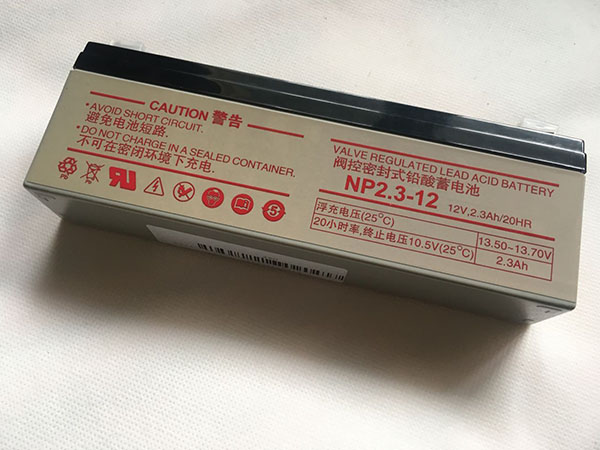 CAUTION 警告
• AVOID SHORT CIRCUIT.
避免电池短路.
• DO NOT CHARGE IN A SEALED CONTAINER.
不可在密闭环境下充电.
Pb
VALVE REGULATED LEAD ACID BATTERY
阀控密封式铅酸蓄电池
NP2.3-12 12V,2.3Ah/20HR
浮充电压(25°C) 13.50~13.70V
20小时率,终止电压10.5V(25°C) 2.3Ah